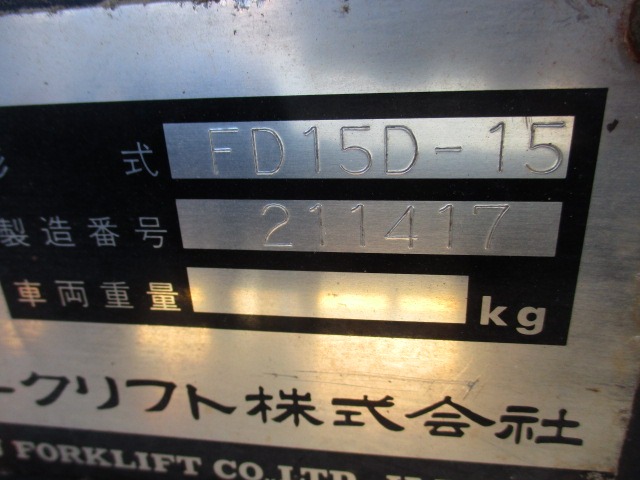 式 FD15D-15
製造番号 211417
車両重量 kg
ークリフト株式会社
FORKLIFT CO.,LTD.